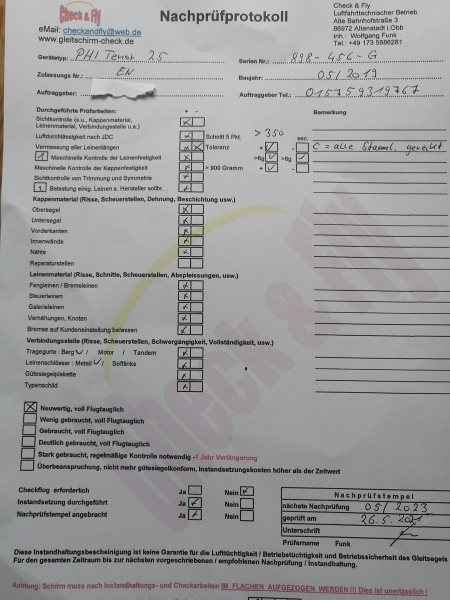 Check & Fly
Nachprüfprotokoll
Check & Fly
Luftfahrttechnischer Betrieb
Alte Bahnhofstraße 3
86972 Altenstadt i.Obb
Inh.: Wolfgang Funk
Tel.: +49 173 5886281
eMail: checkandfly@web.de
www.gleitschirm-check.de
Gerätetyp: PHI Tenor 25 Serien Nr.: 898-456-G
Zulassungs Nr.: EN Baujahr: 05/2019
Auftraggeber: Auftraggeber Tel.: 015759319767
Durchgeführte Prüfarbeiten: + - Bemerkung
Sichtkontrolle (s.u., Kappenmaterial,
Leinenmaterial, Verbindungsstelle u.a.) x
Luftdurchlässigkeit nach JDC x Schnitt 5 Pkt. >350 sec.
Vermessung aller Leinenlängen x x Toleranz + - C = alle Stamml. gereckt
1 Maschinelle Kontrolle der Leinenfestigkeit x >6g >8g
Maschinelle Kontrolle der Kappenfestigkeit x > 900 Gramm + -
Sichtkontrolle von Trimmung und Symmetrie x
1. Belastung einig. Leinen a. Hersteller sollbr. x
Kappenmaterial (Risse, Scheuerstellen, Dehnung, Beschichtung usw.)
Obersegel x
Untersegel x
Vorderkanten x
Innenwände x
Nähte x
Reparaturstellen
Leinenmaterial (Risse, Schnitte, Scheuerstellen, Abspleissungen, usw.)
Fangleinen / Bremsleinen x
Steuerleinen x
Galerieleinen x
Vernähungen, Knoten x
Bremse auf Kundeneinstellung belassen x
Verbindungsstelle (Risse, Scheuerstellen, Schwergängigkeit, Vollständigkeit, usw.)
Tragegurte : Berg ✓ / Motor / Tandem x
Leinenschlösser : Metall ✓ / Softlinks x
Gütesiegelplakette x
Typenschild x
x Neuwertig, voll Flugtauglich
Wenig gebraucht, voll Flugtauglich
Gebraucht, voll Flugtauglich
Deutlich gebraucht, voll Flugtauglich
Stark gebraucht, regelmäßige Kontrolle notwendig -1 Jahr Verlängerung
Überbeanspruchung, nicht mehr gütesiegelkonform, Instandsetzungskosten höher als der Zeitwert
Checkflug erforderlich Ja Nein x
Instandsetzung durchgeführt Ja x Nein
Nachprüfstempel angebracht Ja x Nein
Nachprüfstempel
nächste Nachprüfung 05/2023
geprüft am 26.5.2021
Unterschrift
Prüfername Funk
Diese Instandhaltungsbescheinigung ist keine Garantie für die Lufttüchtigkeit / Betriebstüchtigkeit und Betriebssicherheit des Gleitsegels
Für den gesamten Zeitraum bis zur nächsten vorgeschriebenen / empfohlenen Nachprüfung / Instandhaltung.
Achtung: Schirm muss nach Instandhaltungs- und Checkarbeiten IM FLACHEN AUFGEZOGEN WERDEN !!! Dies ist unerlässlich !
Check & Fly